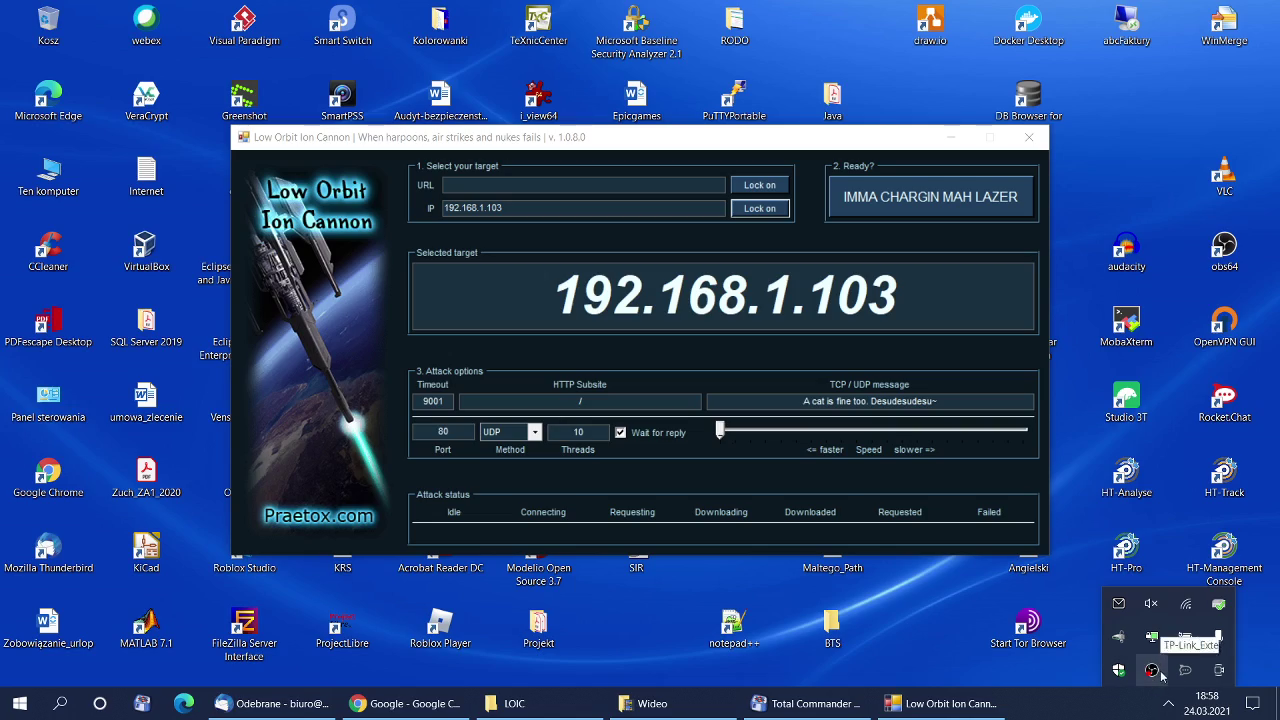 Kosz
webex
Visual Paradigm
Smart Switch
Kolorowanki
TeXnicCenter
Microsoft Baseline
Security Analyzer 2.1
RODO
draw.io
Docker Desktop
abcFaktury
WinMerge
Microsoft Edge
VeraCrypt
Greenshot
SmartPSS
Audyt-bezpieczenst...
i_view64
Epicgames
PuTTYPortable
Java
DB Browser for
Low Orbit Ion Cannon | When harpoons, air strikes and nukes fails | v. 1.0.8.0
Low Orbit
Ion Cannon
Praetox.com
1. Select your target
URL
Lock on
IP
192.168.1.103
Lock on
2. Ready?
IMMA CHARGIN MAH LAZER
Selected target
192.168.1.103
3. Attack options
Timeout
HTTP Subsite
TCP / UDP message
9001
/
A cat is fine too. Desudesudesu~
80
UDP
10
Wait for reply
Port
Method
Threads
<= faster
Speed
slower =>
Attack status
Idle
Connecting
Requesting
Downloading
Downloaded
Requested
Failed
Ten komputer
Internet
VLC
CCleaner
VirtualBox
Eclips
and Jav
audacity
obs64
PDFescape Desktop
SQL Server 2019
Eclip
Enterpr
MobaXterm
ar
OpenVPN GUI
Panel sterowania
umowa_zlecenie
Vensu
Studio 3T
Rocket.Chat
Google Chrome
Zuch_ZA1_2020
O
HT-Analyse
HT-Track
Mozilla Thunderbird
KiCad
Roblox Studio
KRS
Acrobat Reader DC
Modelio Open
Source 3.7
SIR
Maltego_Path
Angielski
HT-Pro
HT-Management
Console
Zobowiązanie_urlop
MATLAB 7.1
FileZilla Server
Interface
ProjectLibre
Roblox Player
Projekt
notepad++
BTS
Start Tor Browser
TP-Link_Exte
Odebrane - biuro@...
Google - Google C...
LOIC
Wideo
Total Commander ...
Low Orbit Ion Cann...
18:58
24.03.2021